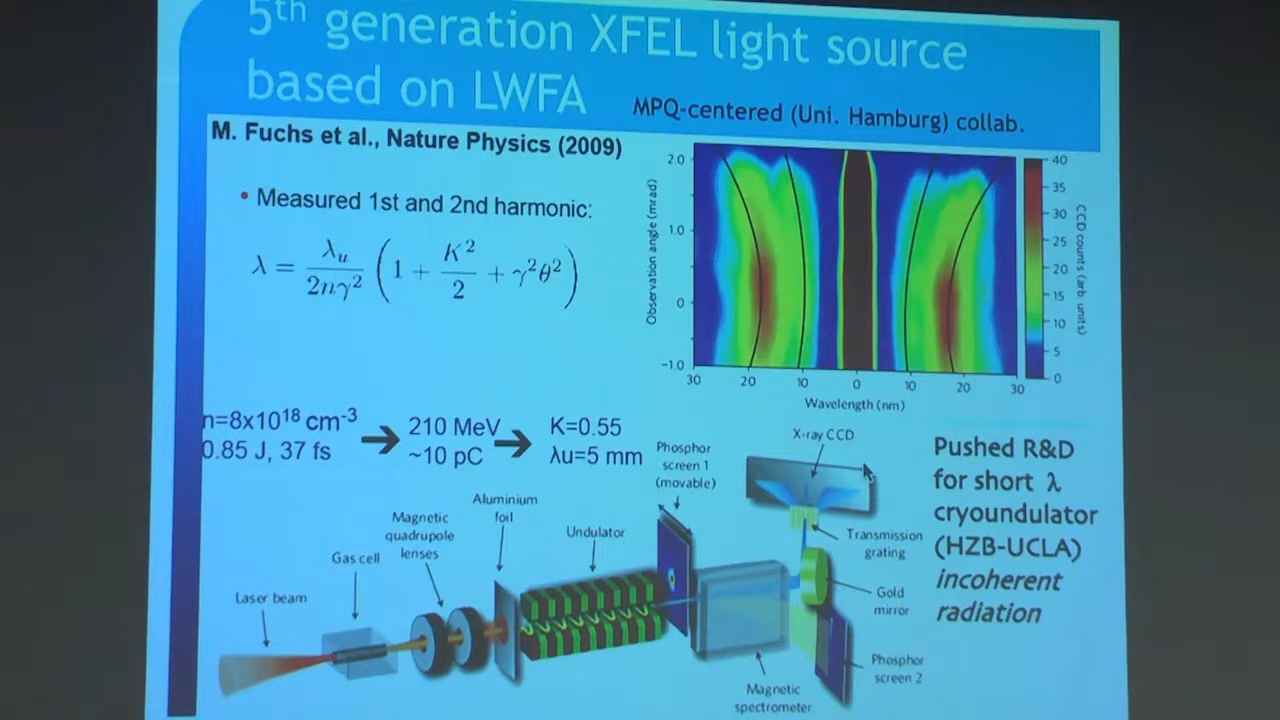 5th generation XFEL light source
based on LWFA
MPQ-centered (Uni. Hamburg) collab.
M. Fuchs et al., Nature Physics (2009)
• Measured 1st and 2nd harmonic:
λ = λu / 2nγ² (1 + K²/2 + γ²θ²)
Observation angle (mrad)
2.0
1.0
0
−1.0
30 20 10 0 10 20 30
Wavelength (nm)
40
35
30
25
20
15
10
5
0
CCD counts (arb. units)
n=8x10¹⁸ cm⁻³
0.85 J, 37 fs
210 MeV
~10 pC
K=0.55
λu=5 mm
Phosphor
screen 1
(movable)
X-ray CCD
Pushed R&D
for short λ
cryoundulator
(HZB-UCLA)
incoherent
radiation
Aluminium
foil
Magnetic
quadrupole
lenses
Undulator
Transmission
grating
Gas cell
Gold
mirror
Laser beam
Phosphor
screen 2
Magnetic
spectrometer